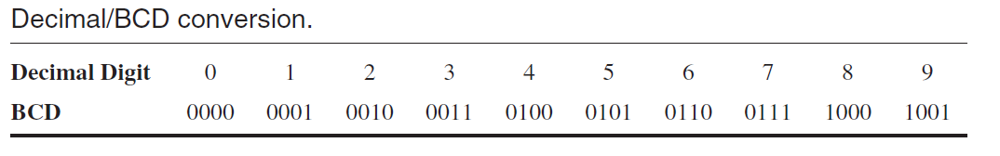 Decimal/BCD conversion.
Decimal Digit 0 1 2 3 4 5 6 7 8 9
BCD 0000 0001 0010 0011 0100 0101 0110 0111 1000 1001